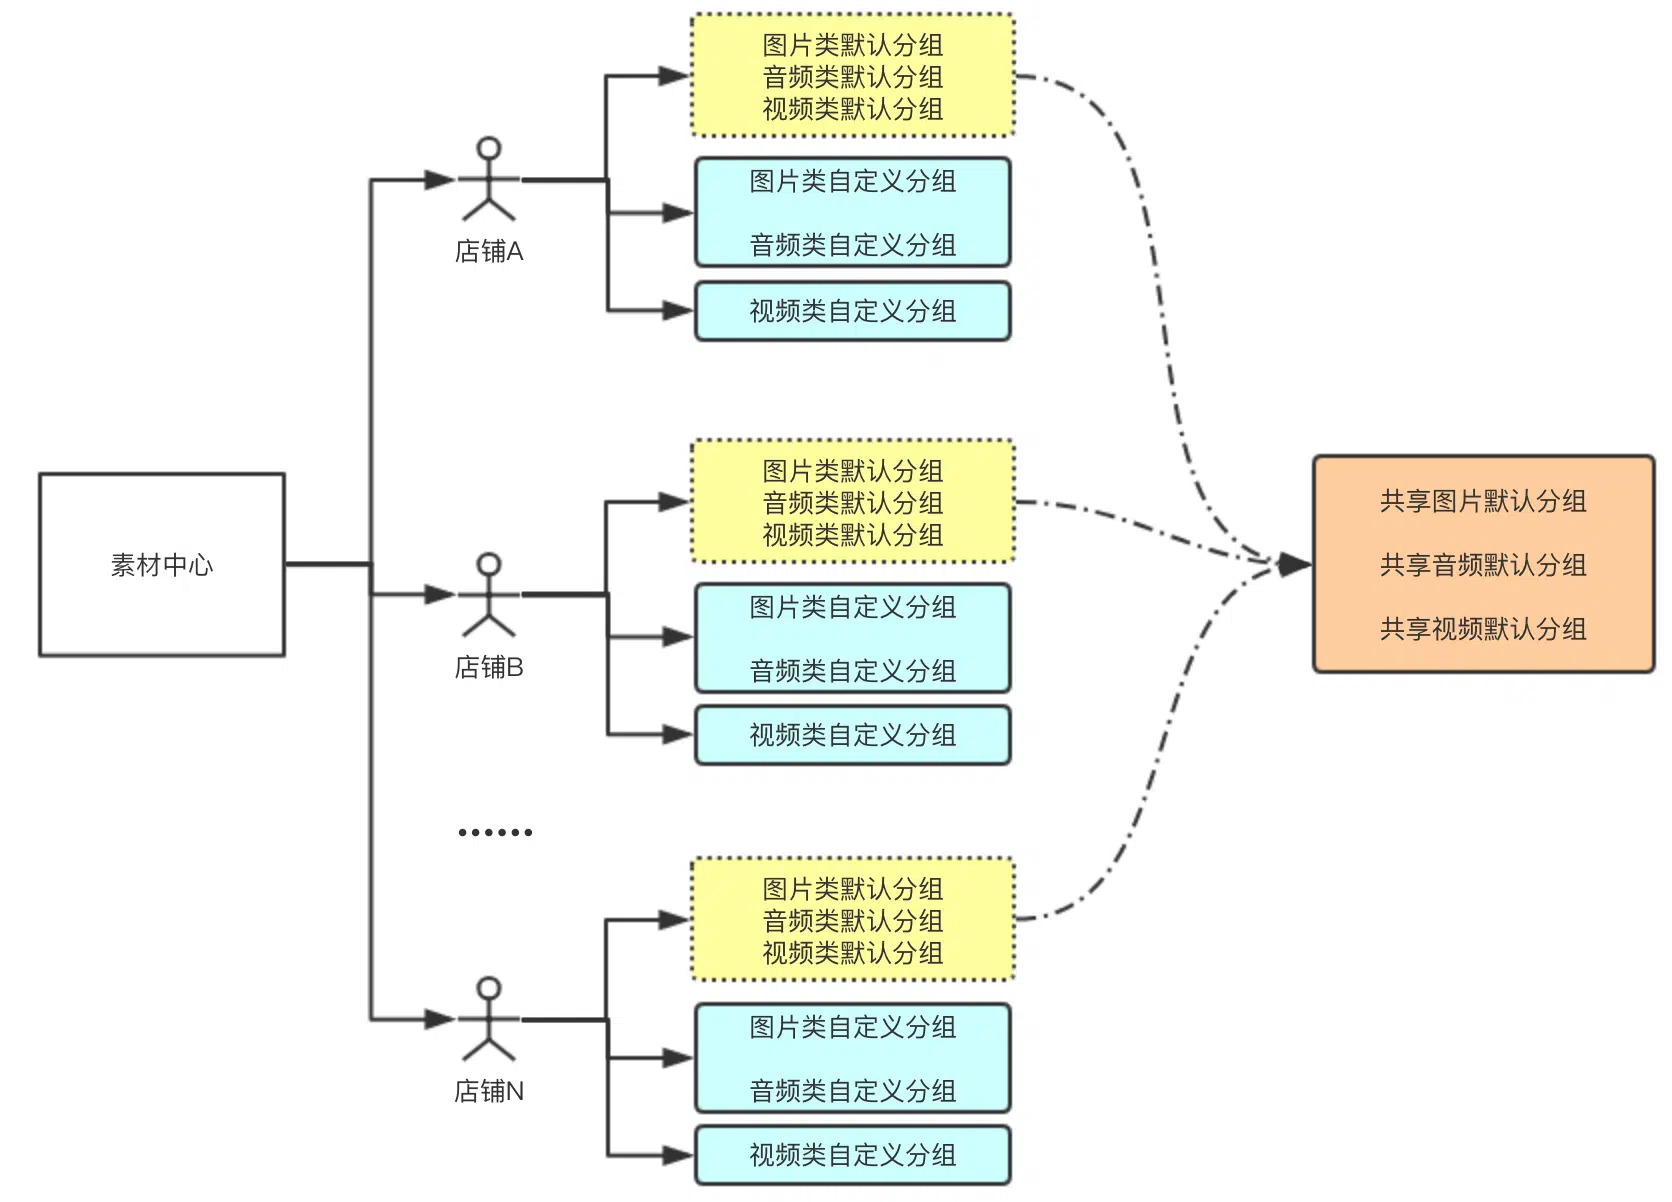 素材中心
店铺A
图片类默认分组
音频类默认分组
视频类默认分组
图片类自定义分组
音频类自定义分组
视频类自定义分组
店铺B
图片类默认分组
音频类默认分组
视频类默认分组
图片类自定义分组
音频类自定义分组
视频类自定义分组
......
店铺N
图片类默认分组
音频类默认分组
视频类默认分组
图片类自定义分组
音频类自定义分组
视频类自定义分组
共享图片默认分组
共享音频默认分组
共享视频默认分组